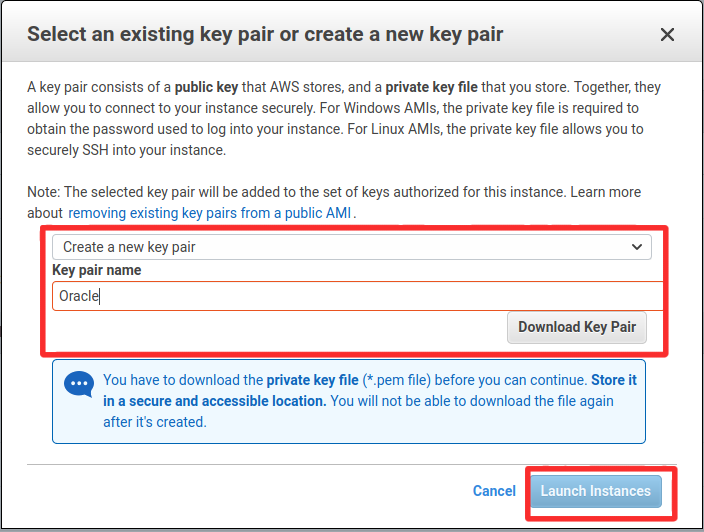 Select an existing key pair or create a new key pair
A key pair consists of a public key that AWS stores, and a private key file that you store. Together, they
allow you to connect to your instance securely. For Windows AMIs, the private key file is required to
obtain the password used to log into your instance. For Linux AMIs, the private key file allows you to
securely SSH into your instance.
Note: The selected key pair will be added to the set of keys authorized for this instance. Learn more
about removing existing key pairs from a public AMI.
Create a new key pair
Key pair name
Oracle
Download Key Pair
You have to download the private key file (*.pem file) before you can continue. Store it
in a secure and accessible location. You will not be able to download the file again
after it's created.
Cancel Launch Instances